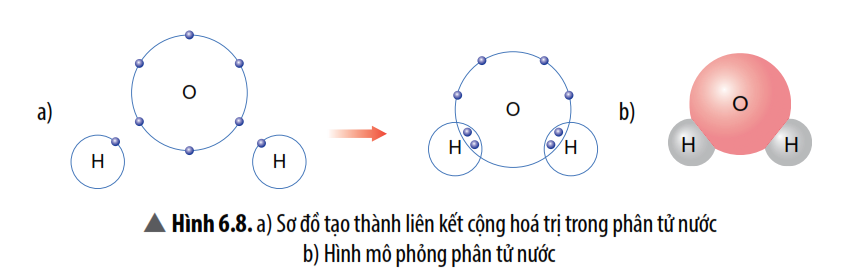 a)
O
H
H
O
H
H
b)
O
H
H
▲ Hình 6.8. a) Sơ đồ tạo thành liên kết cộng hoá trị trong phân tử nước
b) Hình mô phỏng phân tử nước